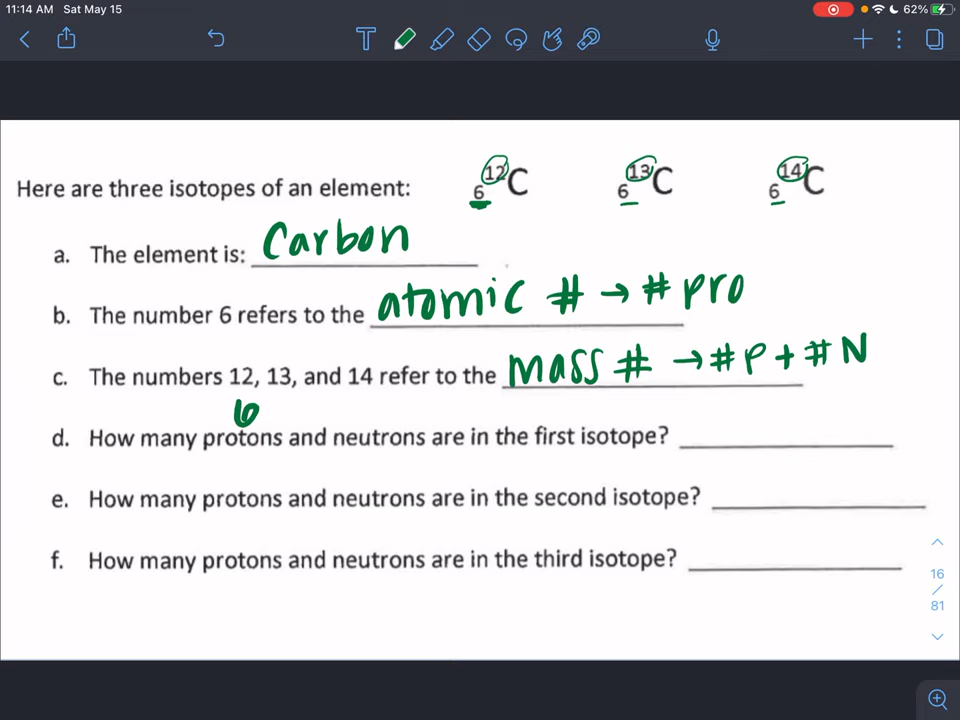 11:14 AM Sat May 15 62%
T
Here are three isotopes of an element: 12 6 C 13 6 C 14 6 C
a. The element is: Carbon
b. The number 6 refers to the atomic # → # pro
c. The numbers 12, 13, and 14 refer to the mass # → # P + # N
6
d. How many protons and neutrons are in the first isotope?
e. How many protons and neutrons are in the second isotope?
f. How many protons and neutrons are in the third isotope?
16
/
81